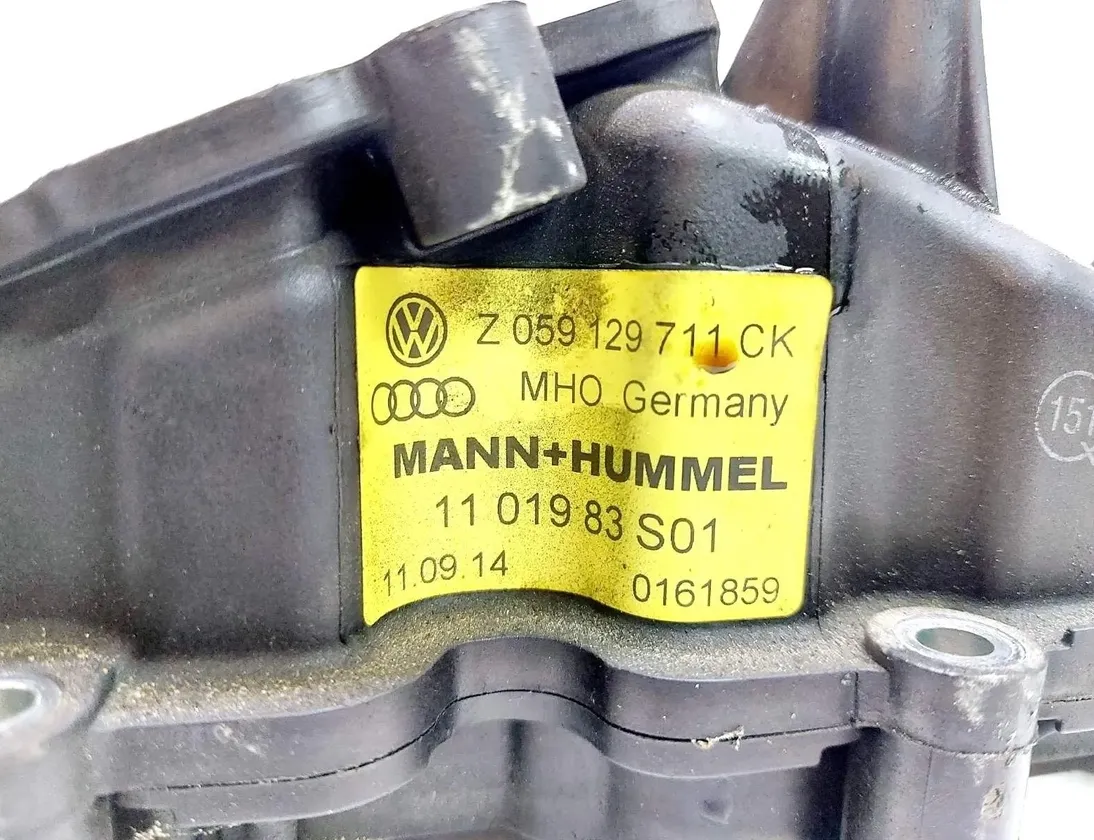 Z 059 129 711 CK
MHO Germany
MANN+HUMMEL
11 019 83 S01
11.09.14 0161859